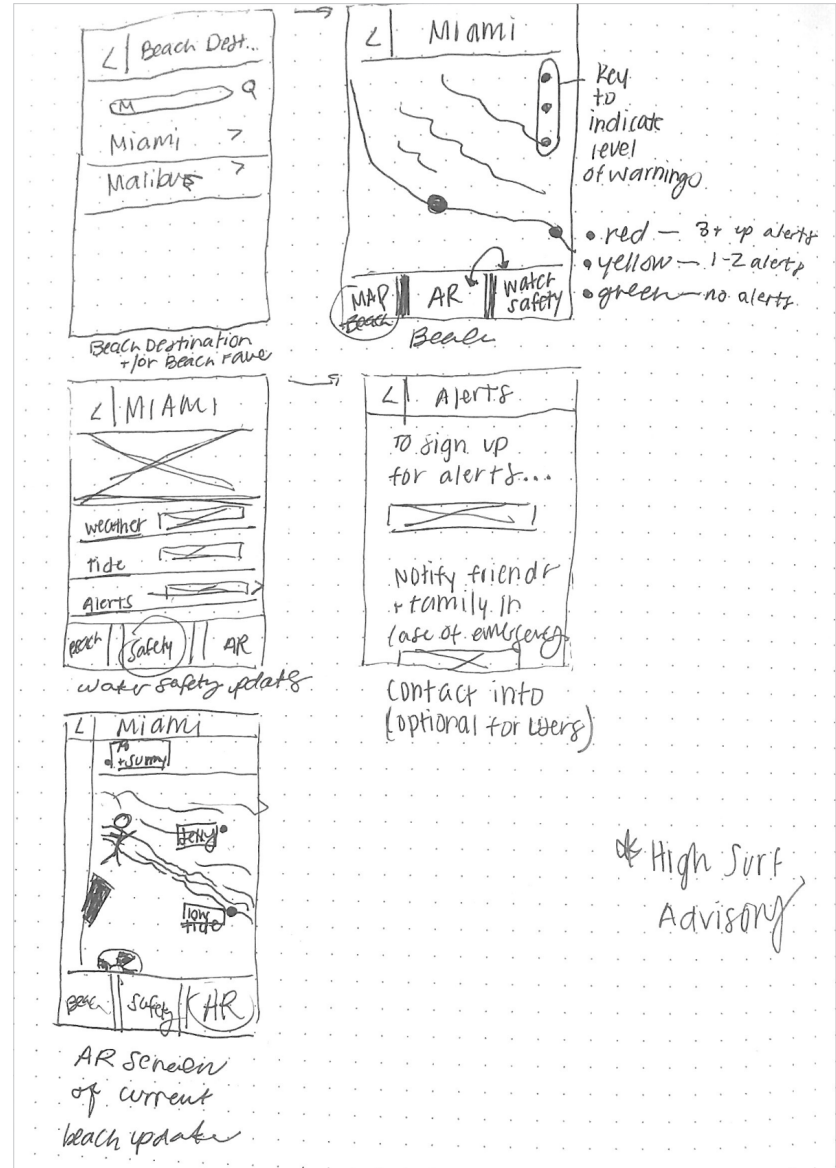 < | Beach Dest...
M
Miami >
Malibu >
Beach Destination
+/or Beach fave
< | Miami
Key
to
indicate
level
of warning
• red — 3+ up alerts
• yellow — 1-2 alerts
• green — no alerts
MAP
Beach
AR
water
safety
Beach
< | MIAMI
weather
tide
Alerts >
Beach
Safety
AR
water safety updates
< | Alerts
To sign up
for alerts...
Notify friends
+ family in
case of emergency
Contact info
(optional for users)
< | Miami
+ sunny
Jelly
low
tide
Beach
Safety
AR
AR screen
of current
beach update
* High Surf
Advisory